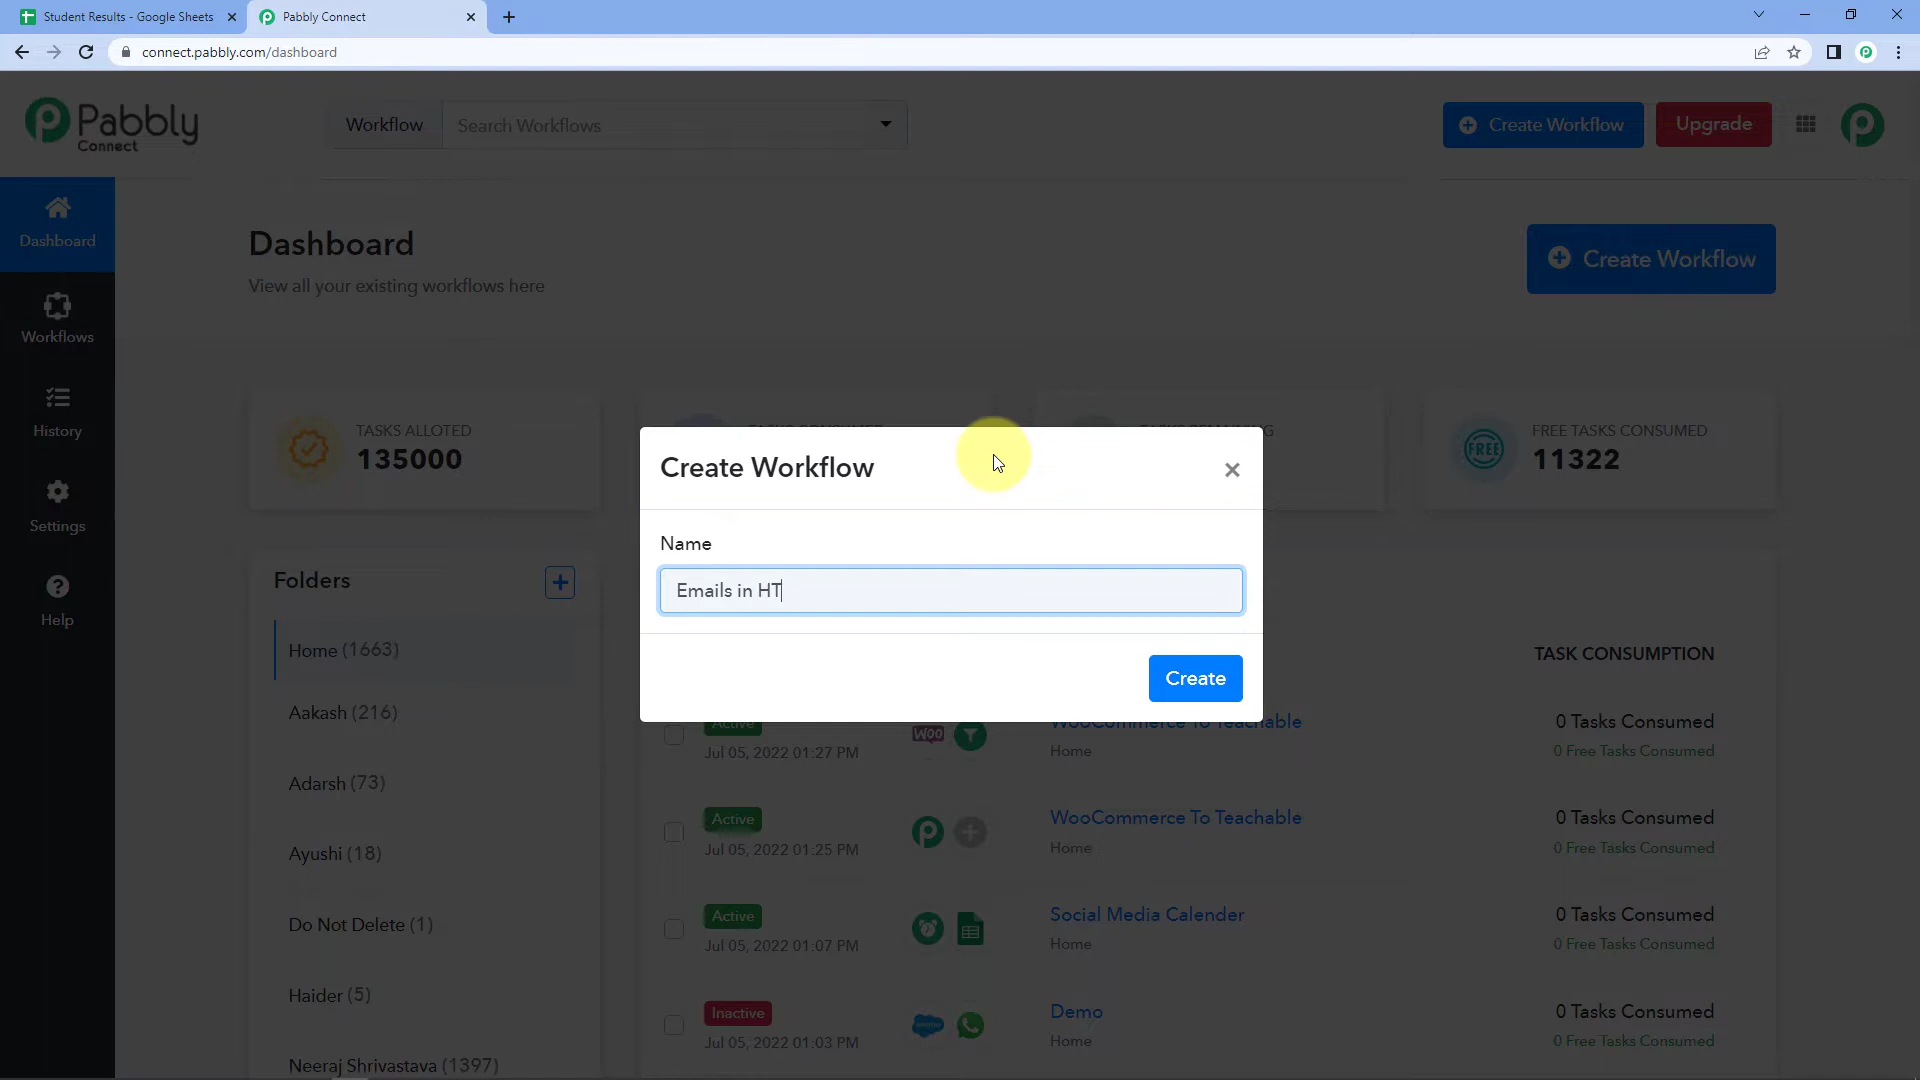 Student Results - Google Sheets
Pabbly Connect
connect.pabbly.com/dashboard
Pabbly
Connect
Workflow
Search Workflows
Create Workflow
Upgrade
Dashboard
Workflows
History
Settings
Help
Dashboard
View all your existing workflows here
Create Workflow
TASKS ALLOTED
135000
FREE TASKS CONSUMED
11322
FREE
Create Workflow
Name
Emails in HT
Create
Folders
Home (1663)
Aakash (216)
Adarsh (73)
Ayushi (18)
Do Not Delete (1)
Haider (5)
Neeraj Shrivastava (1397)
TASK CONSUMPTION
Active
Jul 05, 2022 01:27 PM
WOO
WooCommerce To Teachable
Home
0 Tasks Consumed
0 Free Tasks Consumed
Active
Jul 05, 2022 01:25 PM
WooCommerce To Teachable
Home
0 Tasks Consumed
0 Free Tasks Consumed
Active
Jul 05, 2022 01:07 PM
Social Media Calender
Home
0 Tasks Consumed
0 Free Tasks Consumed
Inactive
Jul 05, 2022 01:03 PM
Demo
Home
0 Tasks Consumed
0 Free Tasks Consumed